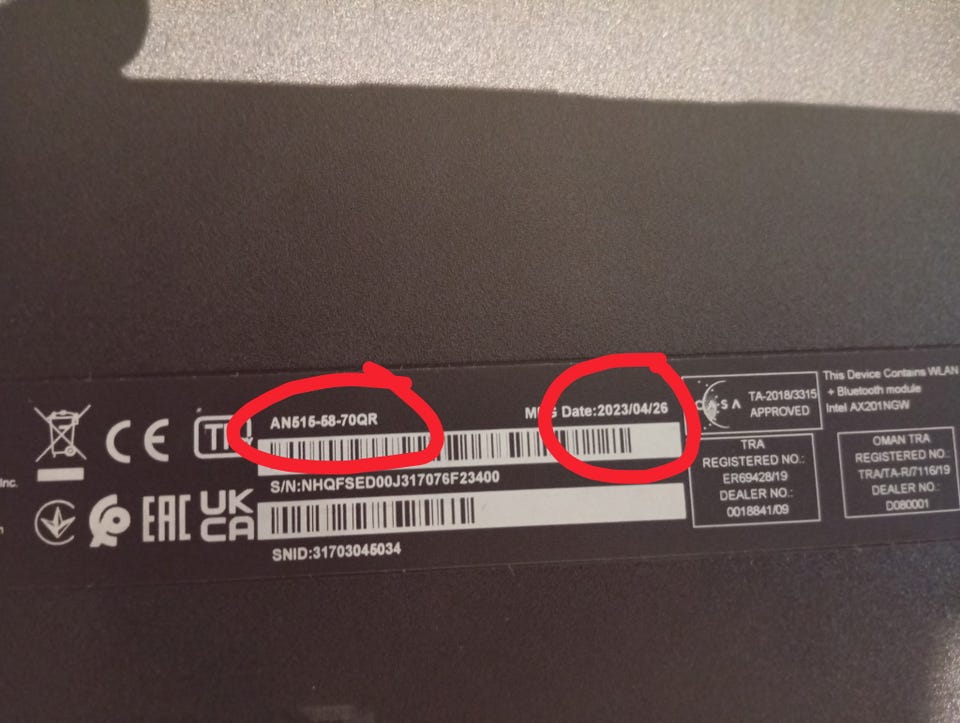 AN515-58-70QR
MFG Date:2023/04/26
S/N:NHQFSED00J317076F23400
SNID:31703045034
CE
EAC
UK
CA
TA-2018/3315
APPROVED
TRA
REGISTERED NO.:
ER69428/19
DEALER NO.:
0018841/09
This Device Contains WLAN
+ Bluetooth module
Intel AX201NGW
OMAN TRA
REGISTERED NO.:
TRA/TA-R/7116/19
DEALER NO.:
D080001
Inc.